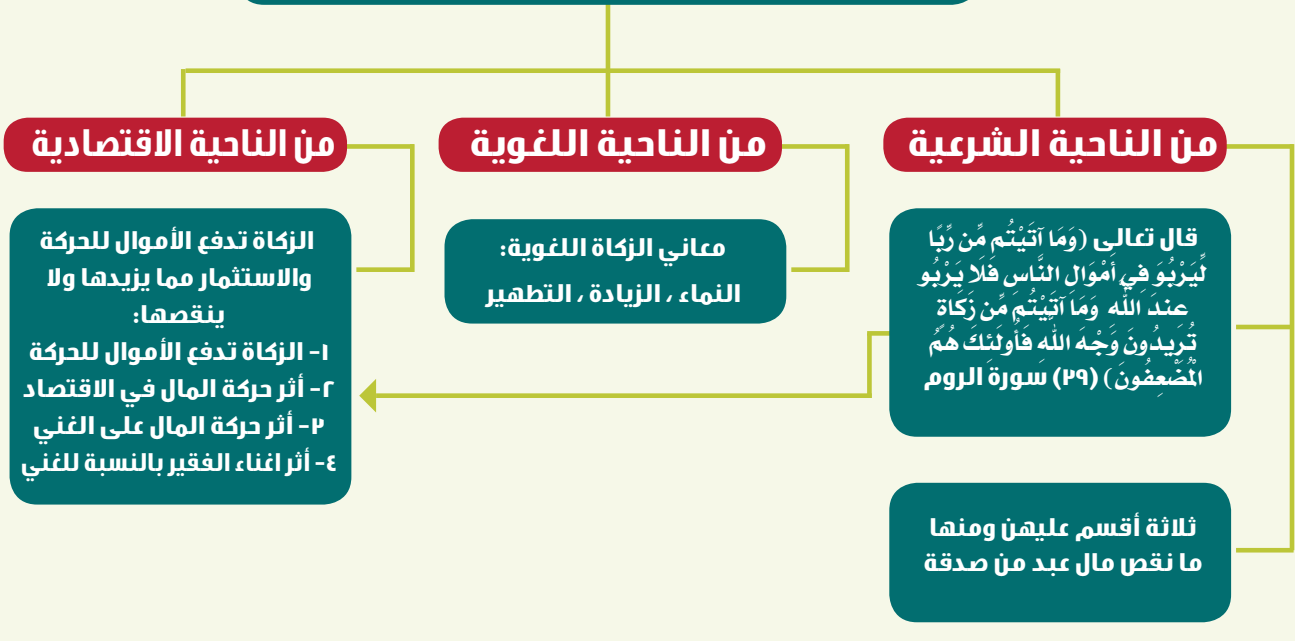 من الناحية الشرعية
قال تعالى (وَمَا آتَيْتُم مِّن رِّبًا
لِّيَرْبُوَ فِي أَمْوَالِ النَّاسِ فَلَا يَرْبُو
عِندَ اللَّهِ وَمَا آتَيْتُم مِّن زَكَاةٍ
تُرِيدُونَ وَجْهَ اللَّهِ فَأُولَئِكَ هُمُ
الْمُضْعِفُونَ) (٣٩) سورة الروم
ثلاثة أقسم عليهن ومنها
ما نقص مال عبد من صدقة
من الناحية اللغوية
معاني الزكاة اللغوية:
النماء ، الزيادة ، التطهير
من الناحية الاقتصادية
الزكاة تدفع الأموال للحركة
والاستثمار مما يزيدها ولا
ينقصها:
١- الزكاة تدفع الأموال للحركة
٢- أثر حركة المال في الاقتصاد
٣- أثر حركة المال على الغني
٤- أثر اغناء الفقير بالنسبة للغني